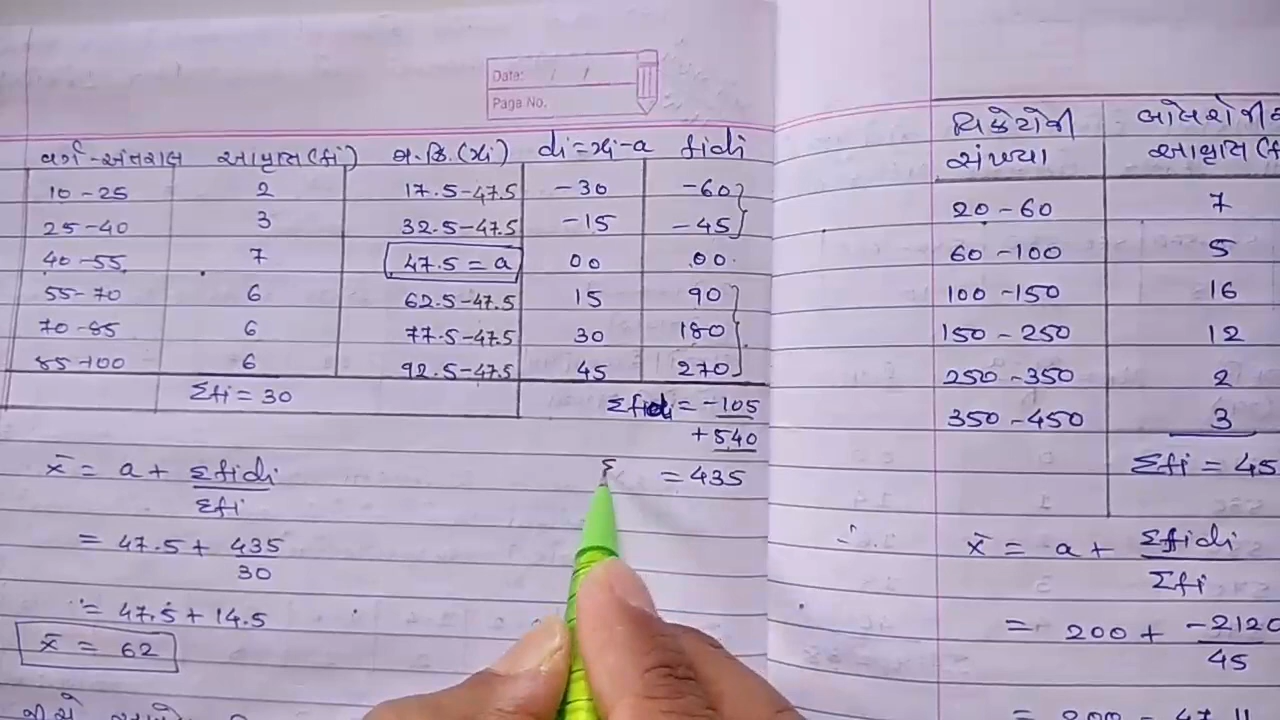 Date: / /
Page No.
વર્ગ-અંતરાલ આવૃત્તિ(fi) મ.કિ.(xi) di=xi-a fidi
10-25 2 17.5-47.5 -30 -60
25-40 3 32.5-47.5 -15 -45
40-55 7 47.5 = a 00 00
55-70 6 62.5-47.5 15 90
70-85 6 77.5-47.5 30 180
85-100 6 92.5-47.5 45 270
Σfi = 30 Σfidi = -105
+540
Σ = 435
x̄ = a + Σfidi
Σfi
= 47.5 + 435
30
= 47.5 + 14.5
x̄ = 62
વિકેટોની બોલરોની
સંખ્યા આવૃત્તિ (f
20-60 7
60-100 5
100-150 16
150-250 12
250-350 2
350-450 3
Σfi = 45
∴ x̄ = a + Σfidi
Σfi
= 200 + -2120
45
= 200 - 47.11